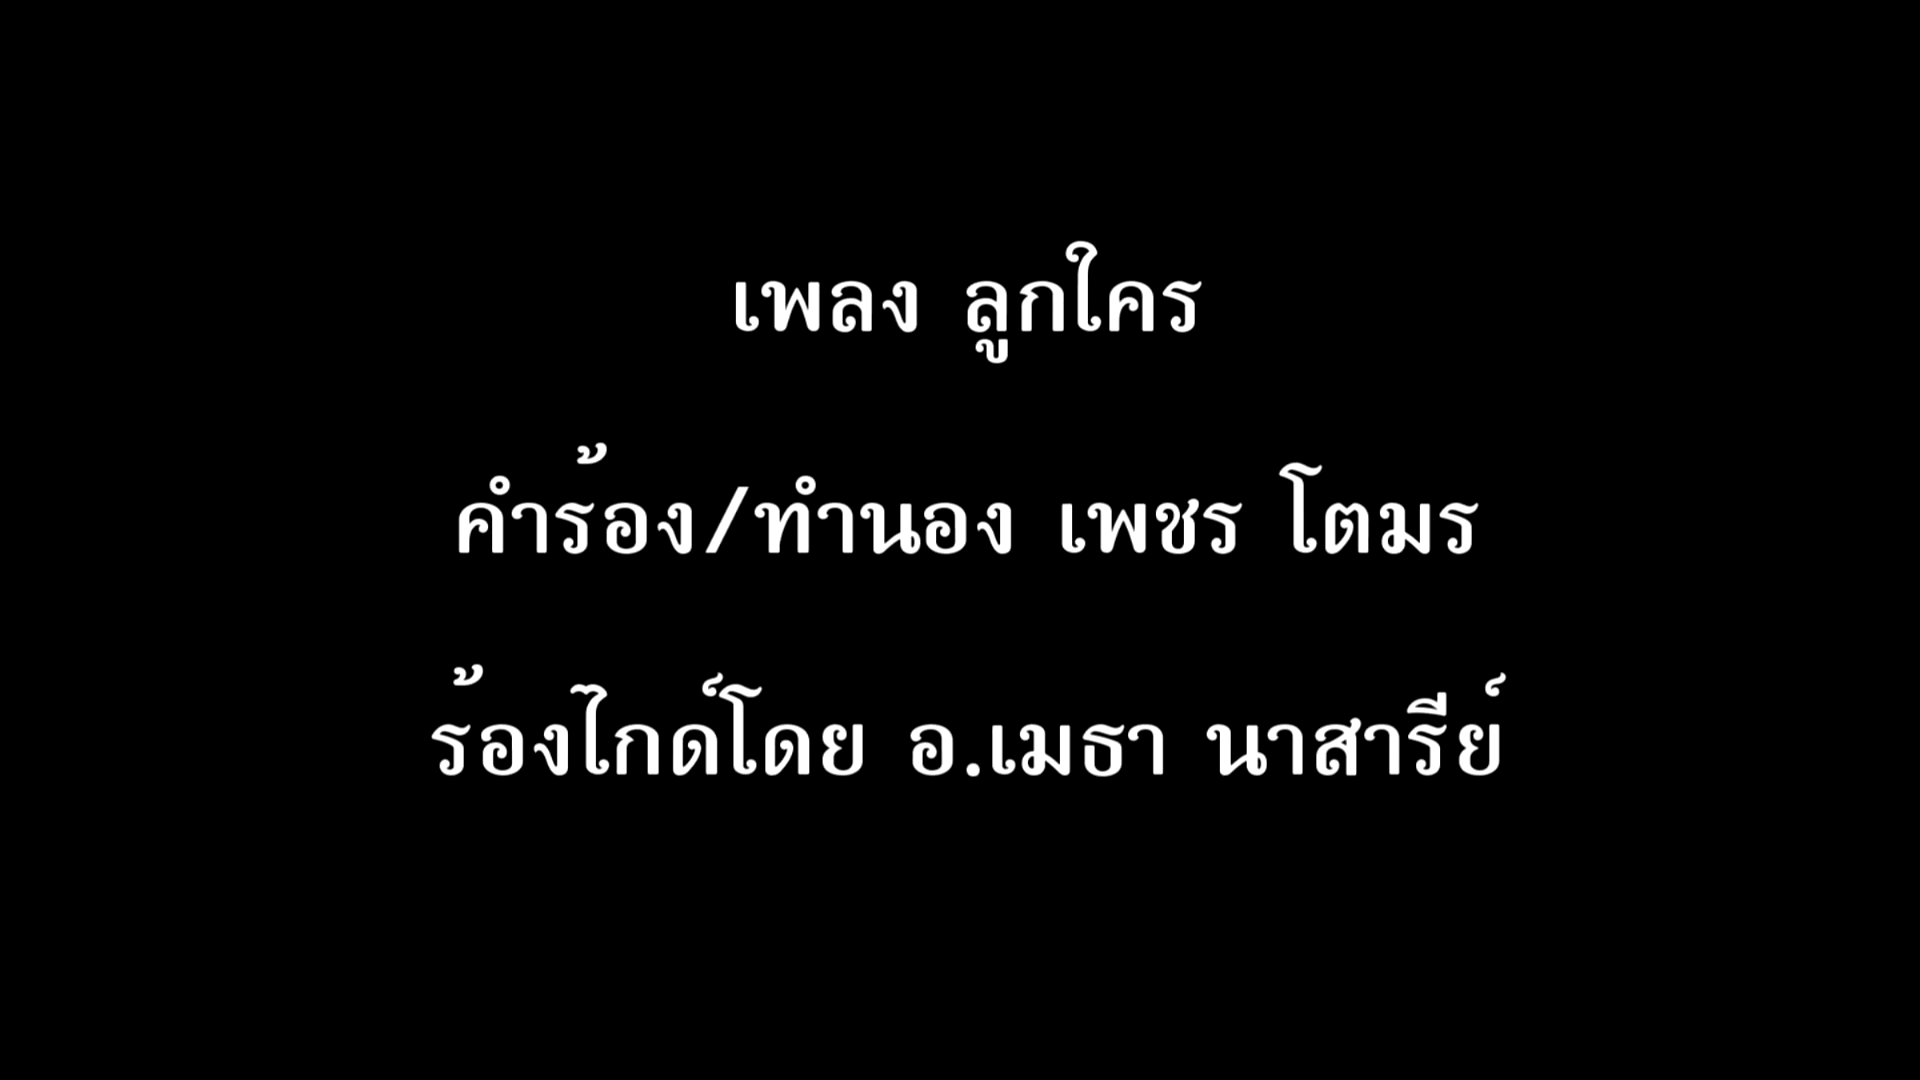 เพลง ลูกใคร
คำร้อง/ทำนอง เพชร โตมร
ร้องไกด์โดย อ.เมธา นาสารีย์